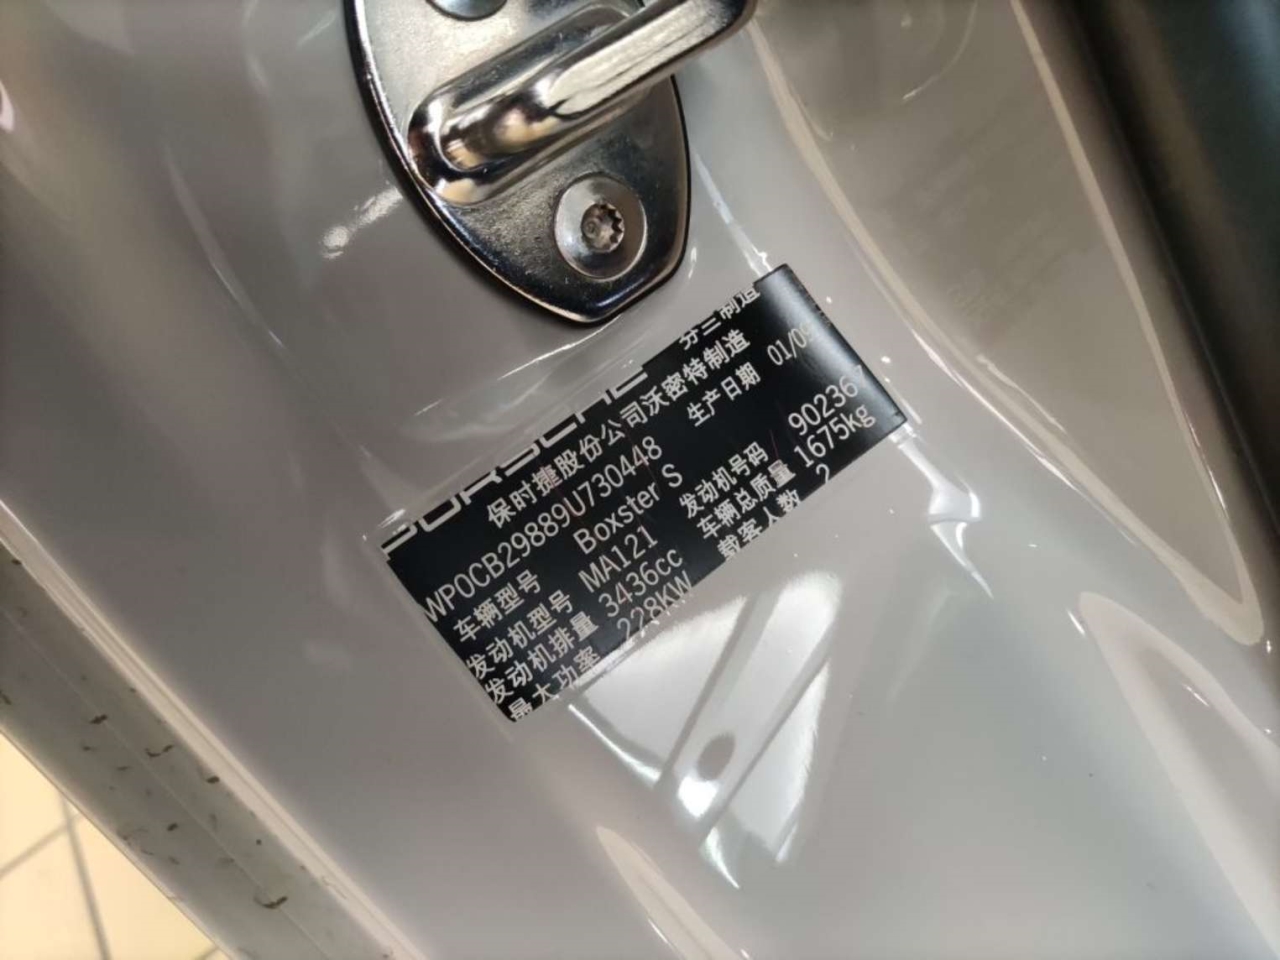 PORSCHE
保时捷股份公司沃密特制造
WP0CB29889U730448 生产日期 01/09
车辆型号 Boxster S
发动机型号 MA121 发动机号码 902367
发动机排量 3436cc 车辆总质量 1675kg
最大功率 228KW 载客人数 2